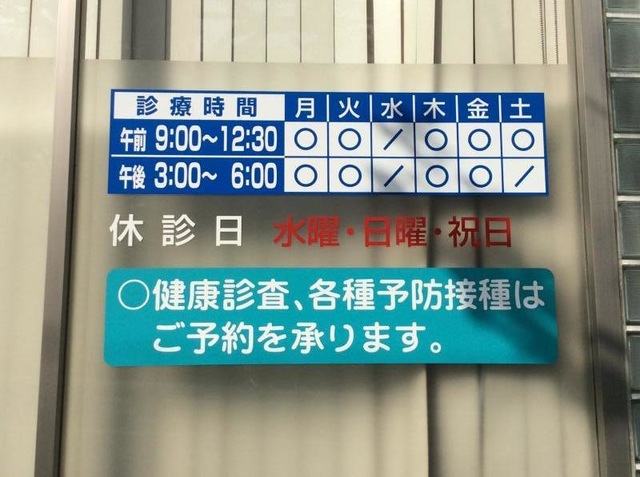 診療時間 月 火 水 木 金 土
午前 9:00～12:30 ○ ○ ／ ○ ○ ○
午後 3:00～ 6:00 ○ ○ ／ ○ ○ ／
休診日 水曜・日曜・祝日
○健康診査、各種予防接種は
ご予約を承ります。